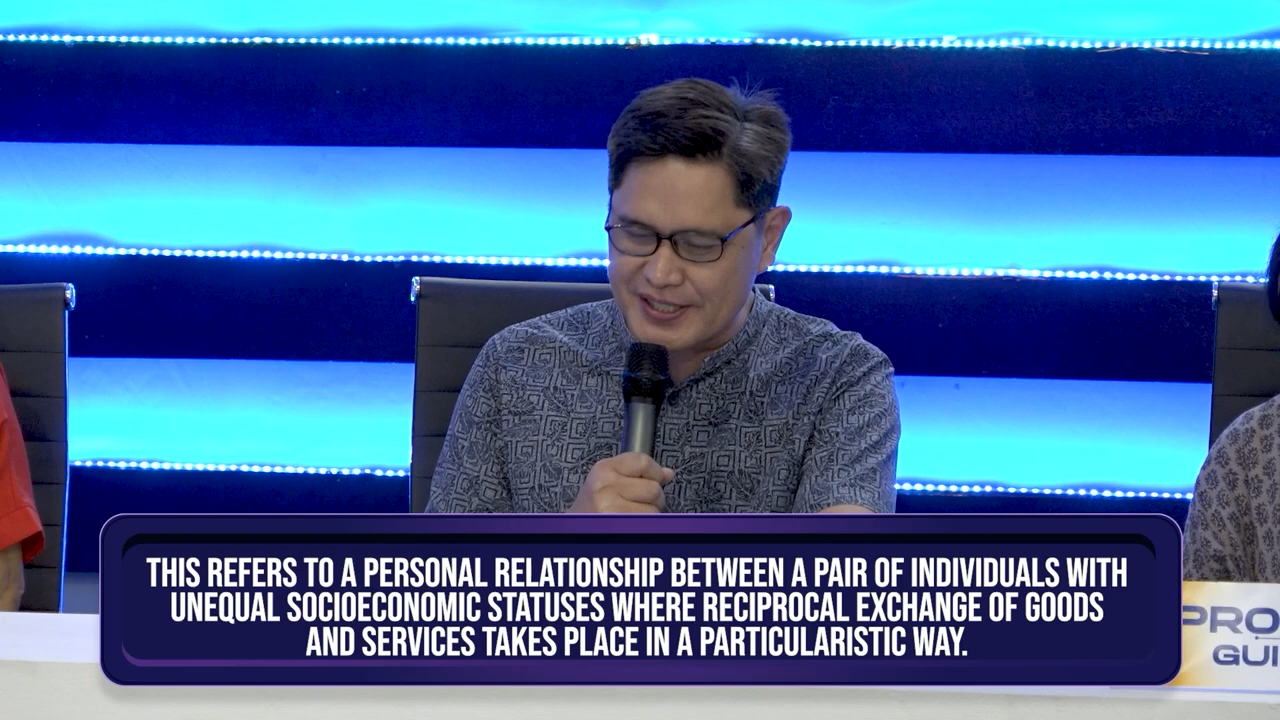 THIS REFERS TO A PERSONAL RELATIONSHIP BETWEEN A PAIR OF INDIVIDUALS WITH
UNEQUAL SOCIOECONOMIC STATUSES WHERE RECIPROCAL EXCHANGE OF GOODS
AND SERVICES TAKES PLACE IN A PARTICULARISTIC WAY.